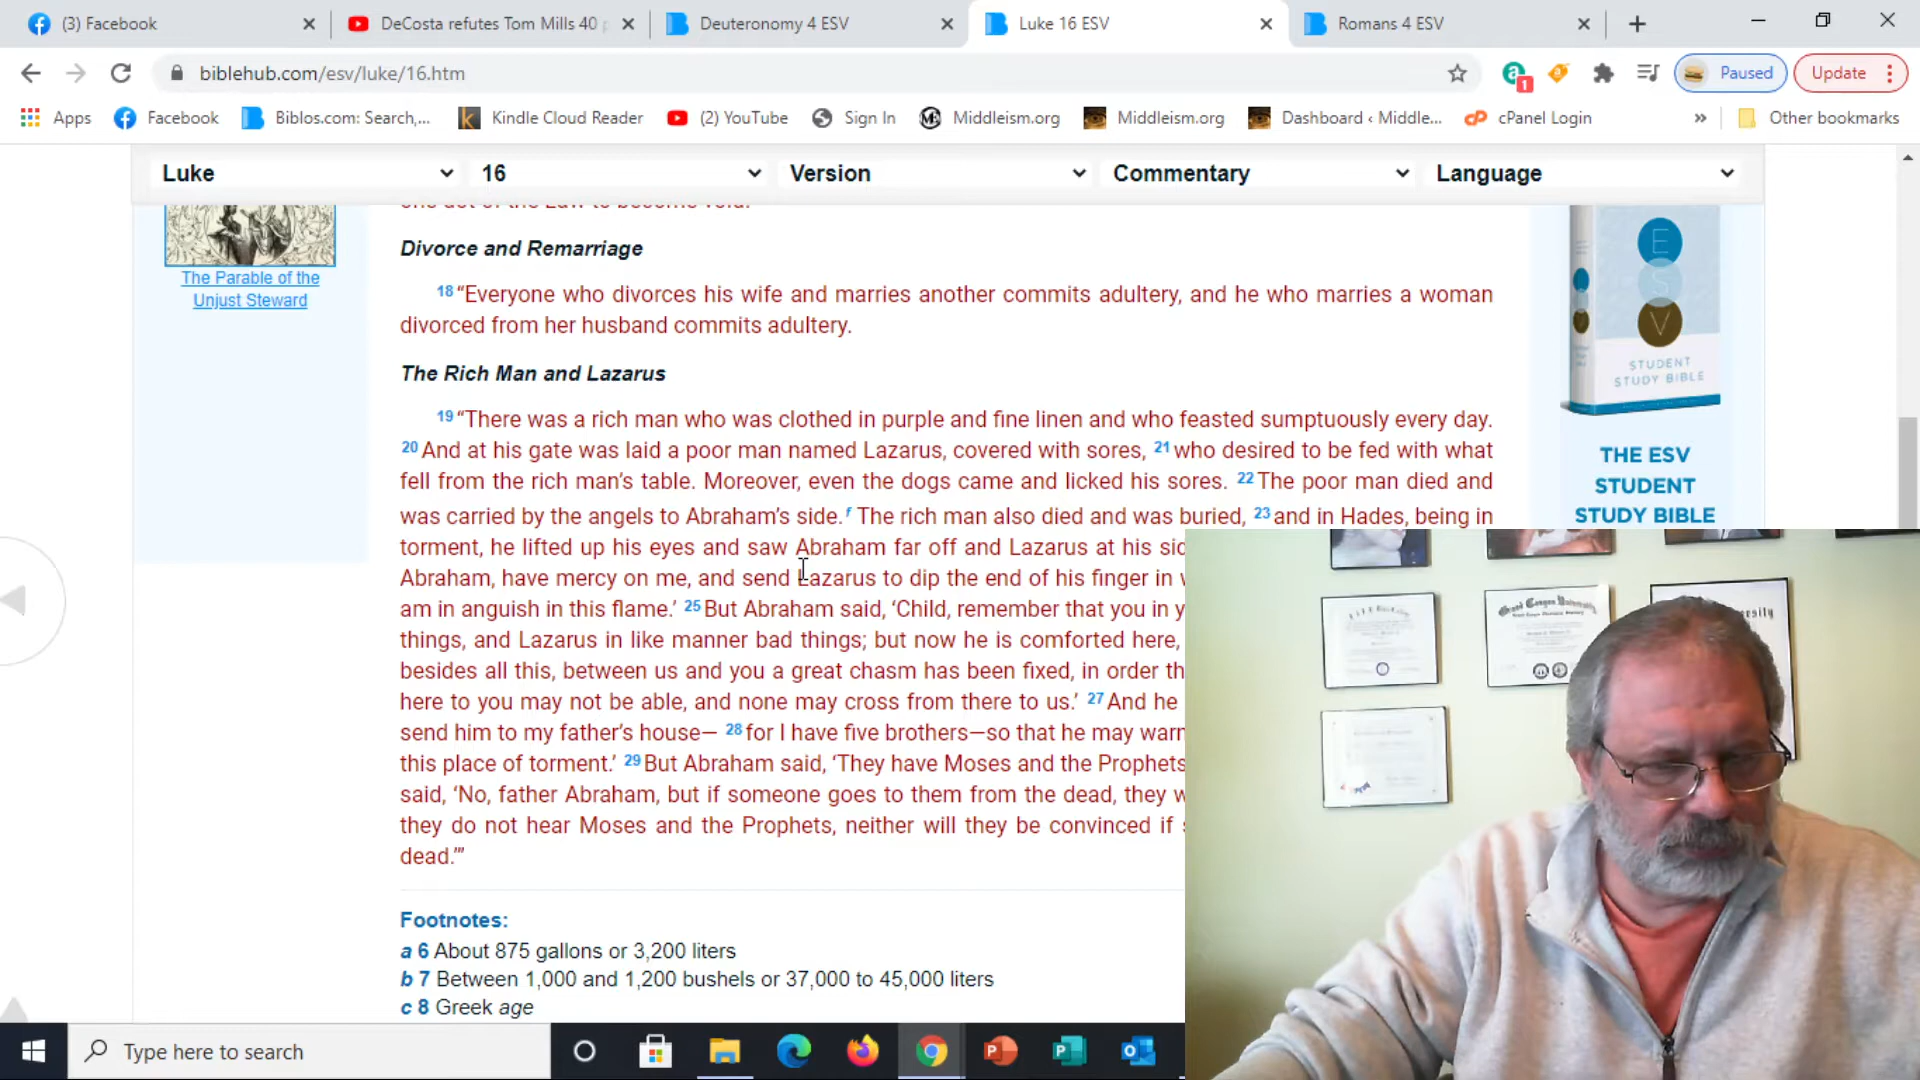 (3) Facebook
DeCosta refutes Tom Mills 40
Deuteronomy 4 ESV
Luke 16 ESV
Romans 4 ESV
biblehub.com/esv/luke/16.htm
1
Paused
Update
Apps
Facebook
Biblos.com: Search,...
Kindle Cloud Reader
(2) YouTube
Sign In
Middleism.org
Middleism.org
Dashboard ‹ Middle...
cPanel Login
»
Other bookmarks
Luke
16
Version
Commentary
Language
The Parable of the
Unjust Steward
one dot of the Law to become void.
Divorce and Remarriage
18 “Everyone who divorces his wife and marries another commits adultery, and he who marries a woman
divorced from her husband commits adultery.
The Rich Man and Lazarus
19 “There was a rich man who was clothed in purple and fine linen and who feasted sumptuously every day.
20 And at his gate was laid a poor man named Lazarus, covered with sores, 21 who desired to be fed with what
fell from the rich man’s table. Moreover, even the dogs came and licked his sores. 22 The poor man died and
was carried by the angels to Abraham’s side.f The rich man also died and was buried, 23 and in Hades, being in
torment, he lifted up his eyes and saw Abraham far off and Lazarus at his
Abraham, have mercy on me, and send Lazarus to dip the end of his finger in
am in anguish in this flame.’ 25 But Abraham said, ‘Child, remember that you in
things, and Lazarus in like manner bad things; but now he is comforted here,
besides all this, between us and you a great chasm has been fixed, in order
here to you may not be able, and none may cross from there to us.’ 27 And he
send him to my father’s house— 28 for I have five brothers—so that he may
this place of torment.’ 29 But Abraham said, ‘They have Moses and the Prophets
said, ‘No, father Abraham, but if someone goes to them from the dead, they
they do not hear Moses and the Prophets, neither will they be convinced if
dead.’”
Footnotes:
a 6 About 875 gallons or 3,200 liters
b 7 Between 1,000 and 1,200 bushels or 37,000 to 45,000 liters
c 8 Greek age
E
S
V
STUDENT
STUDY BIBLE
THE ESV
STUDENT
STUDY BIBLE
Grand Canyon University
Type here to search